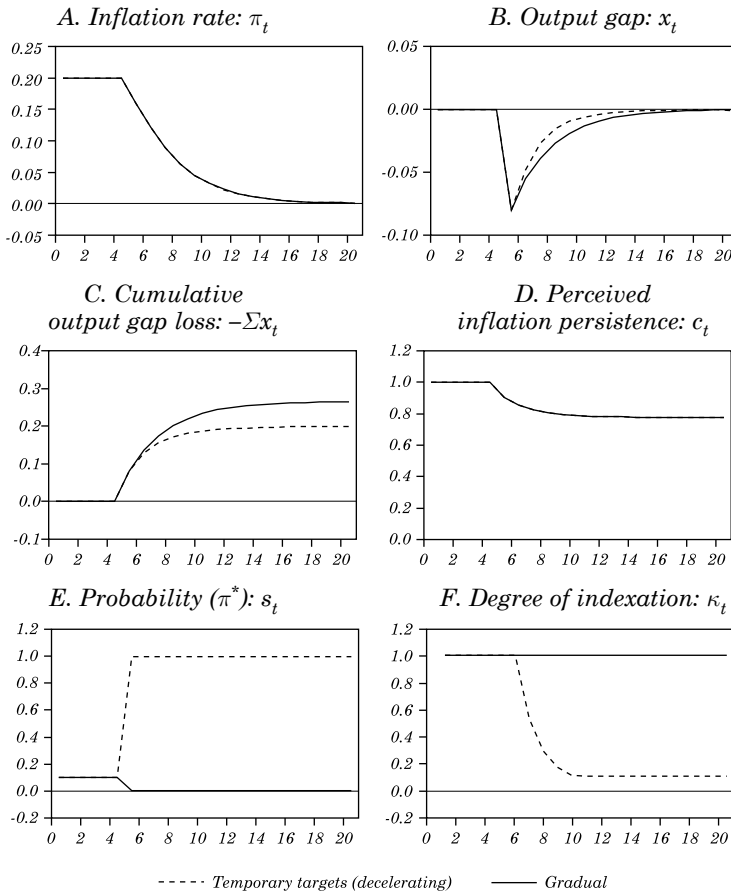 A. Inflation rate: πt
B. Output gap: xt
0.25
0.20
0.15
0.10
0.05
0.00
-0.05
0 2 4 6 8 10 12 14 16 18 20
0.05
0.00
-0.05
-0.10
0 2 4 6 8 10 12 14 16 18 20
C. Cumulative
output gap loss: −Σxt
D. Perceived
inflation persistence: ct
0.4
0.3
0.2
0.1
0.0
-0.1
0 2 4 6 8 10 12 14 16 18 20
1.2
1.0
0.8
0.6
0.4
0.2
0.0
0 2 4 6 8 10 12 14 16 18 20
E. Probability (π*): st
F. Degree of indexation: κt
1.2
1.0
0.8
0.6
0.4
0.2
0.0
-0.2
0 2 4 6 8 10 12 14 16 18 20
1.2
1.0
0.8
0.6
0.4
0.2
0.0
-0.2
0 2 4 6 8 10 12 14 16 18 20
Temporary targets (decelerating)
Gradual